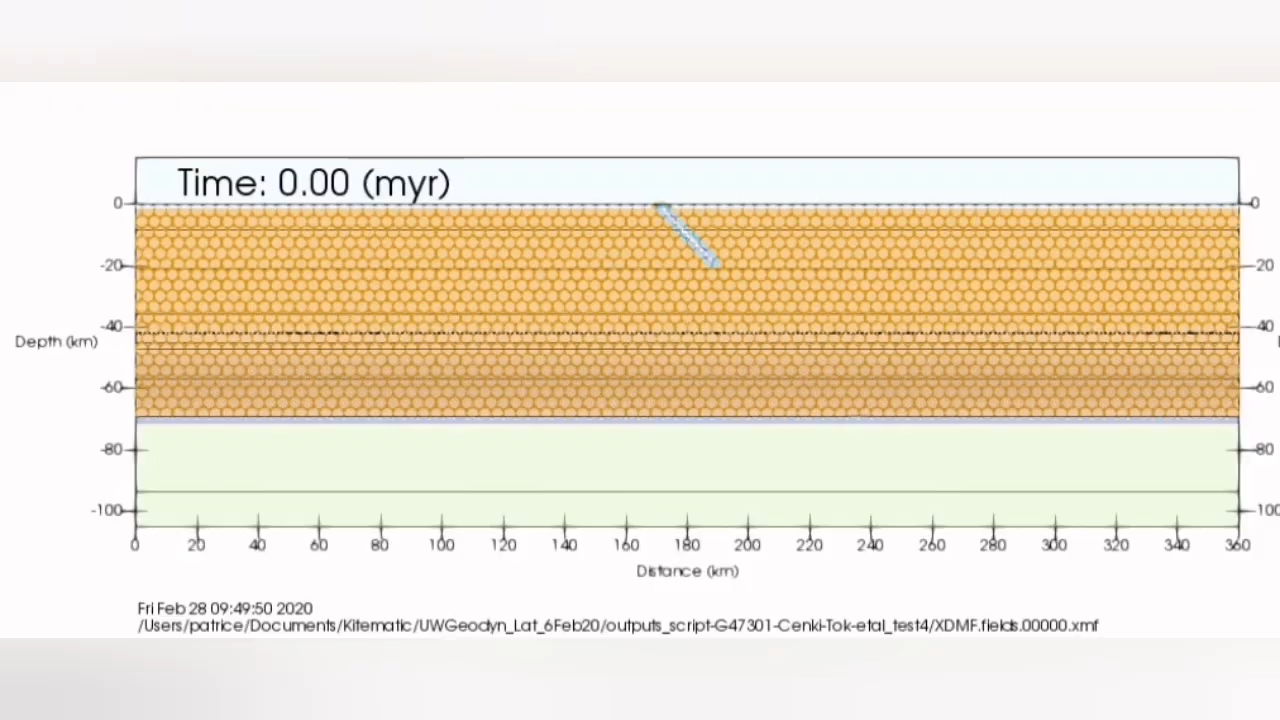 Time: 0.00 (myr)
0 0
-20 -20
-40 -40
Depth (km)
-60 -60
-80 -80
-100 -100
0 20 40 60 80 100 120 140 160 180 200 220 240 260 280 300 320 340 360
Distance (km)
Fri Feb 28 09:49:50 2020
/Users/patrice/Documents/Kitematic/UWGeodyn_Lat_6Feb20/outputs_script-G47301-Cenki-Tok-etal_test4/XDMF.fields.00000.xmf